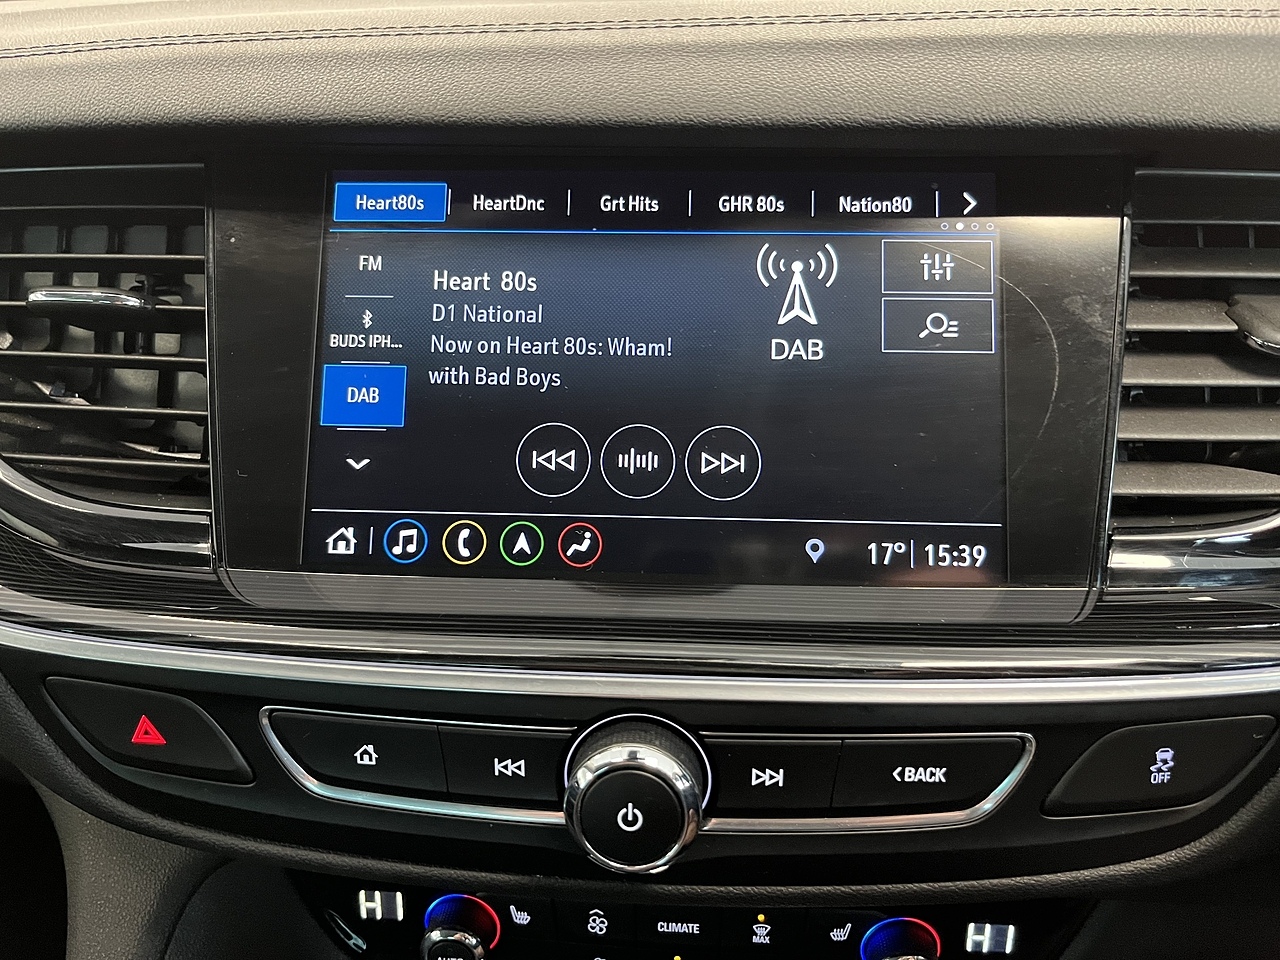 Heart80s
HeartDnc
Grt Hits
GHR 80s
Nation80
FM
BUDS IPH...
DAB
Heart 80s
D1 National
Now on Heart 80s: Wham!
with Bad Boys
DAB
17° 15:39
BACK
OFF
HI
CLIMATE
MAX
HI
AUTO